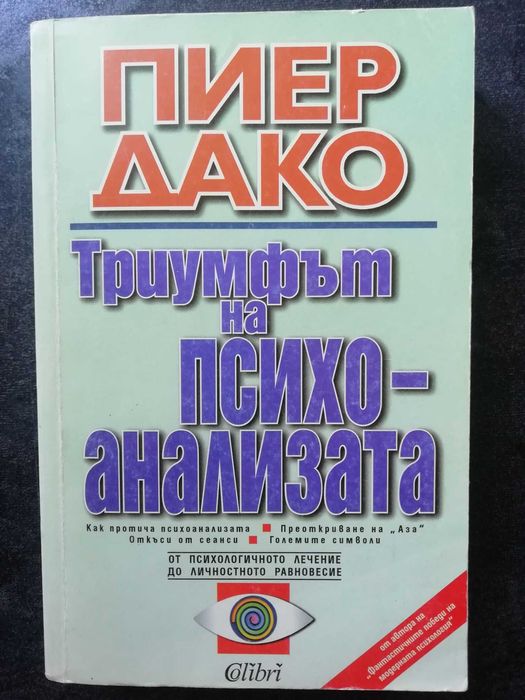 ПИЕР
ДАКО
Триумфът
на
ПСИХО-
анализата
Как протича психоанализата ■ Преоткриване на „Аза“
Откъси от сеанси ■ Големите символи
ОТ ПСИХОЛОГИЧНОТО ЛЕЧЕНИЕ
ДО ЛИЧНОСТНОТО РАВНОВЕСИЕ
от автора на
„Фантастичните победи на
модерната психология“
Colibri